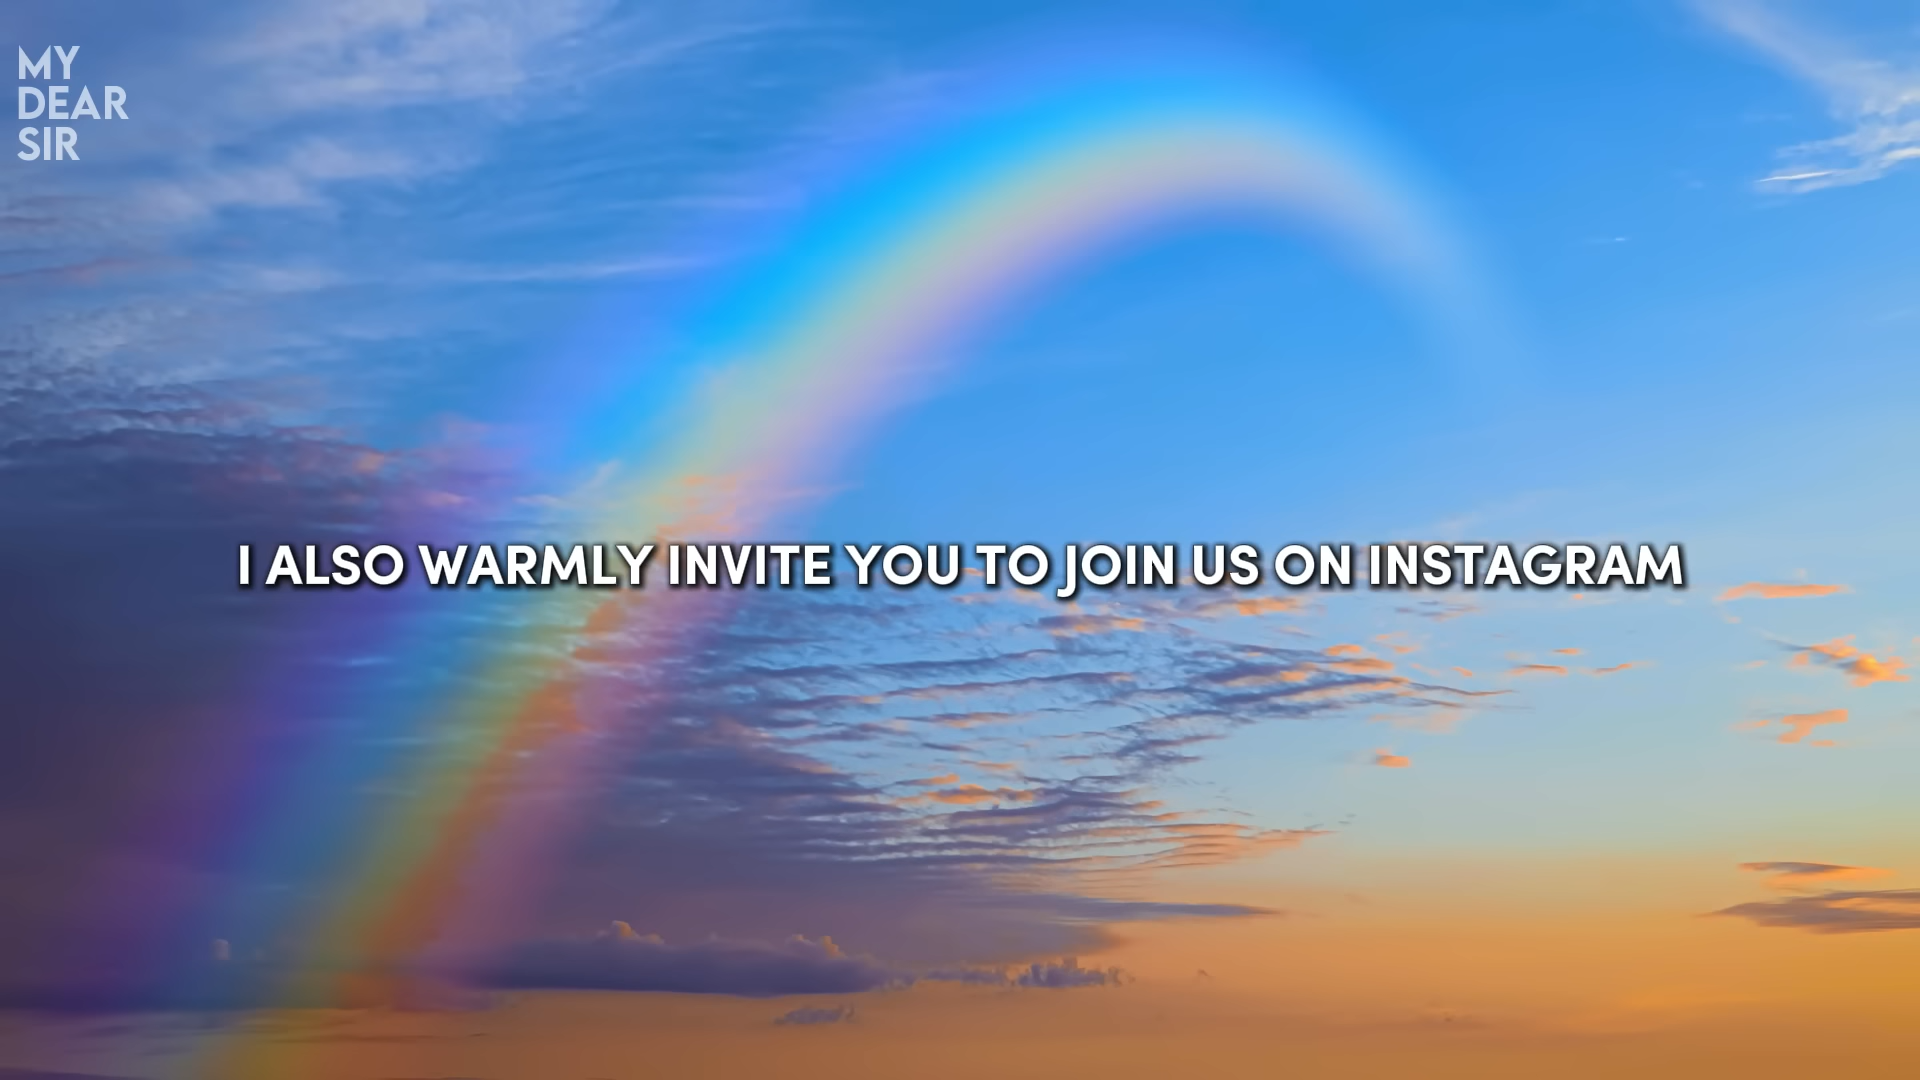 MY
DEAR
SIR
I ALSO WARMLY INVITE YOU TO JOIN US ON INSTAGRAM